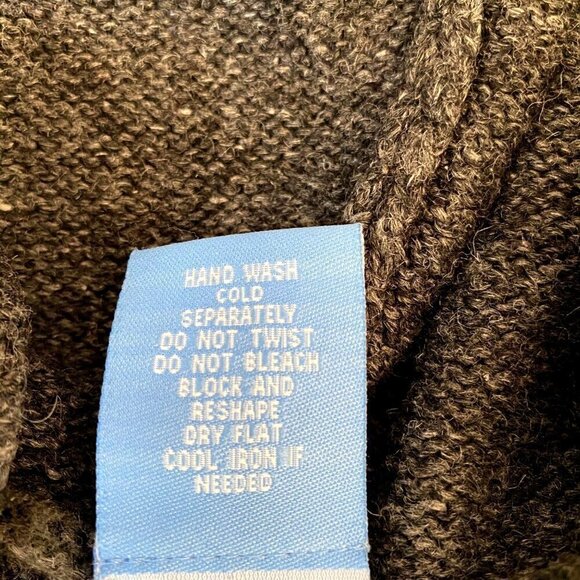 HAND WASH
COLD
SEPARATELY
DO NOT TWIST
DO NOT BLEACH
BLOCK AND
RESHAPE
DRY FLAT
COOL IRON IF
NEEDED